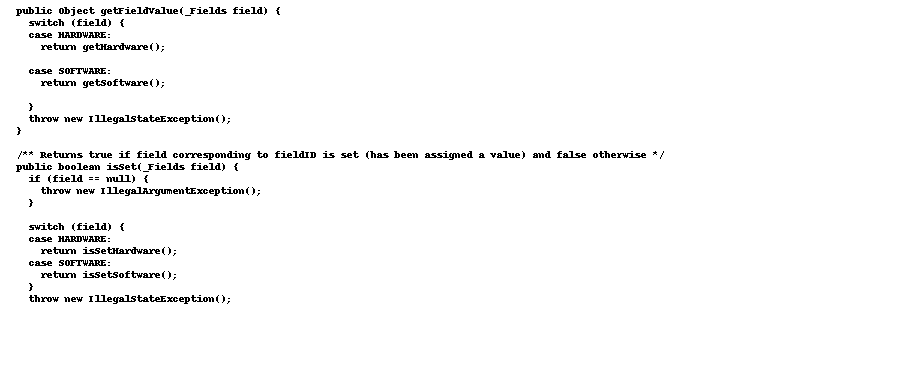 public Object getFieldValue(_Fields field) {
switch (field) {
case HARDWARE:
return getHardware();
case SOFTWARE:
return getSoftware();
}
throw new IllegalStateException();
}
/** Returns true if field corresponding to fieldID is set (has been assigned a value) and false otherwise */
public boolean isSet(_Fields field) {
if (field == null) {
throw new IllegalArgumentException();
}
switch (field) {
case HARDWARE:
return isSetHardware();
case SOFTWARE:
return isSetSoftware();
}
throw new IllegalStateException();